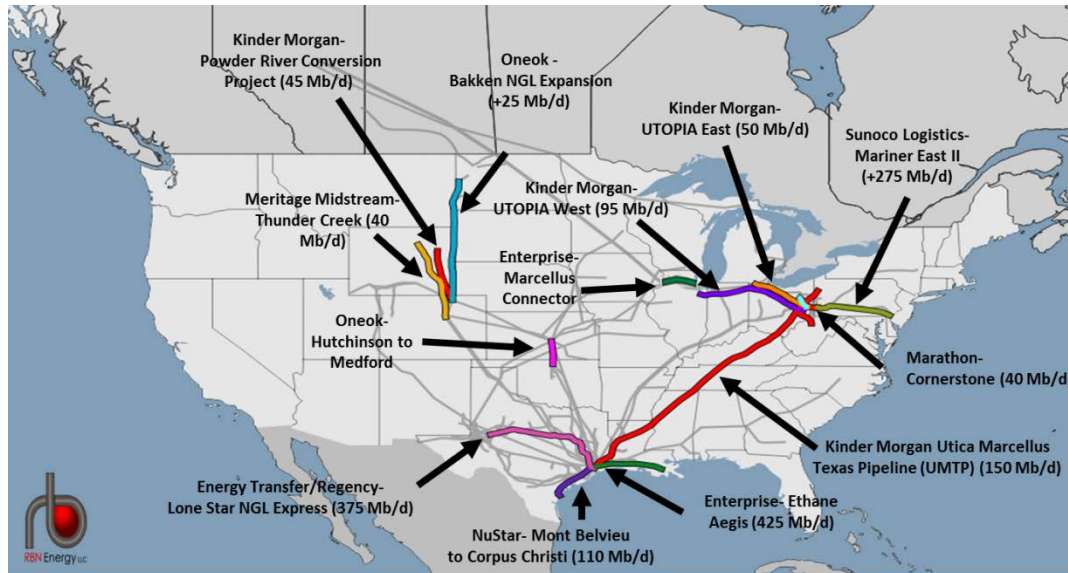 Kinder Morgan-
Powder River Conversion
Project (45 Mb/d)
Oneok -
Bakken NGL Expansion
(+25 Mb/d)
Kinder Morgan-
UTOPIA East (50 Mb/d)
Sunoco Logistics-
Mariner East II
(+275 Mb/d)
Kinder Morgan-
UTOPIA West (95 Mb/d)
Meritage Midstream-
Thunder Creek (40
Mb/d)
Enterprise-
Marcellus
Connector
Oneok-
Hutchinson to
Medford
Marathon-
Cornerstone (40 Mb/d
Kinder Morgan Utica Marcellus
Texas Pipeline (UMTP) (150 Mb/d)
Energy Transfer/Regency-
Lone Star NGL Express (375 Mb/d)
Enterprise- Ethane
Aegis (425 Mb/d)
NuStar- Mont Belvieu
to Corpus Christi (110 Mb/d)
RBN Energy LLC